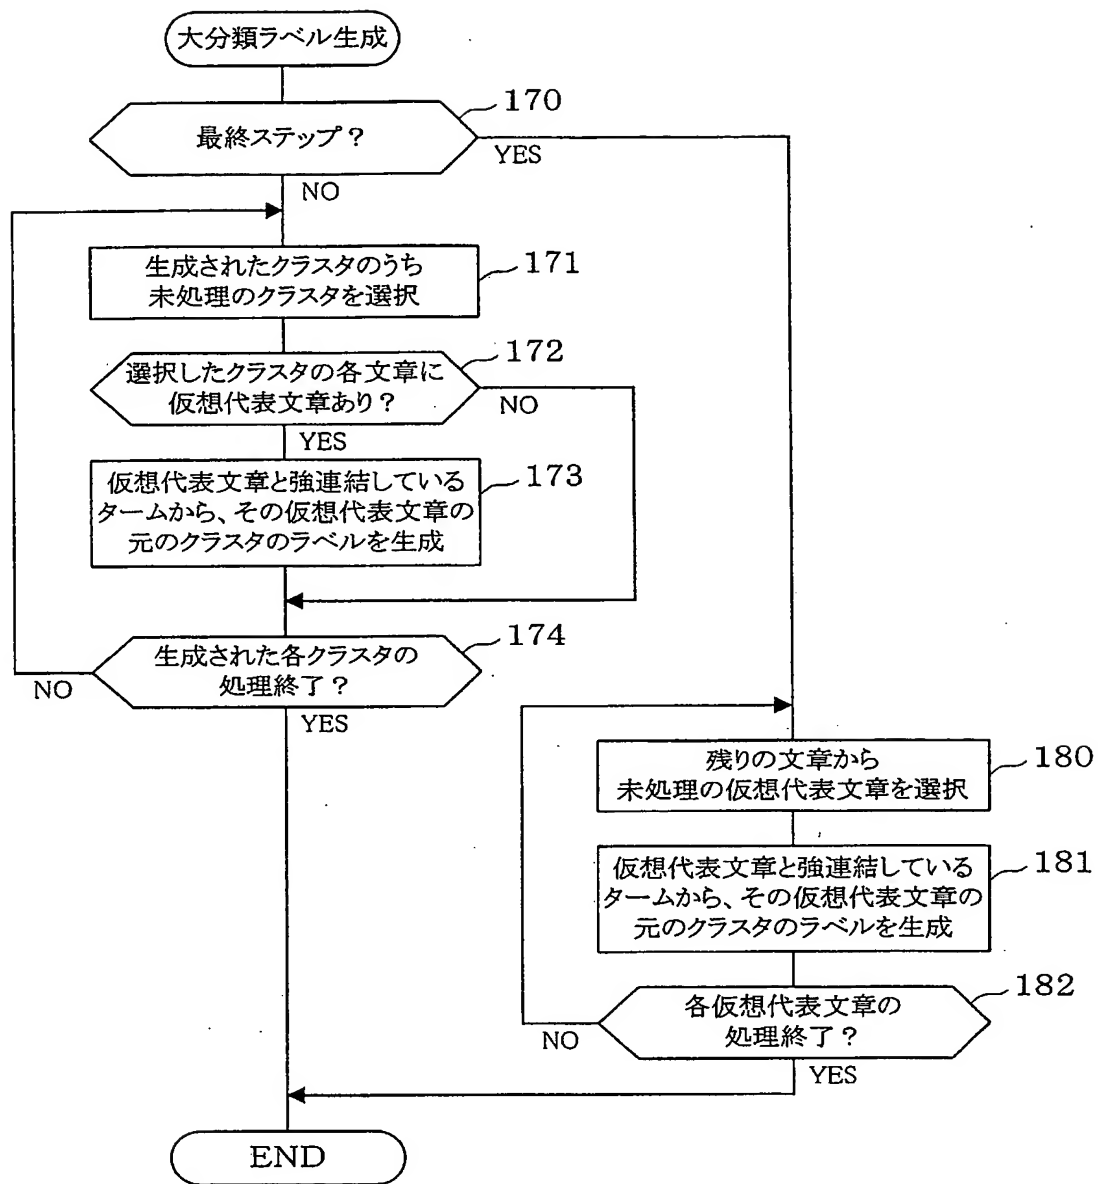 大分類ラベル生成
170
最終ステップ？
YES
NO
生成されたクラスタのうち
未処理のクラスタを選択
171
172
選択したクラスタの各文章に
仮想代表文章あり？
NO
YES
仮想代表文章と強連結している
タームから、その仮想代表文章の
元のクラスタのラベルを生成
173
174
生成された各クラスタの
処理終了？
NO
YES
残りの文章から
未処理の仮想代表文章を選択
180
仮想代表文章と強連結している
タームから、その仮想代表文章の
元のクラスタのラベルを生成
181
182
各仮想代表文章の
処理終了？
NO
YES
END